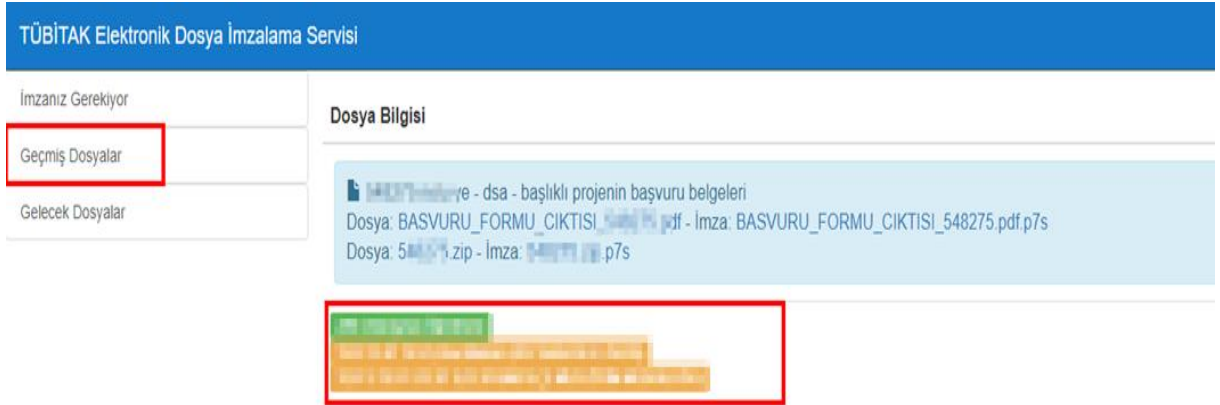 TÜBİTAK Elektronik Dosya İmzalama Servisi
İmzanız Gerekiyor
Geçmiş Dosyalar
Gelecek Dosyalar
Dosya Bilgisi
- dsa - başlıklı projenin başvuru belgeleri
Dosya: BASVURU_FORMU_CIKTISI_ - İmza: BASVURU_FORMU_CIKTISI_548275.pdf.p7s
Dosya: .zip - İmza: .p7s